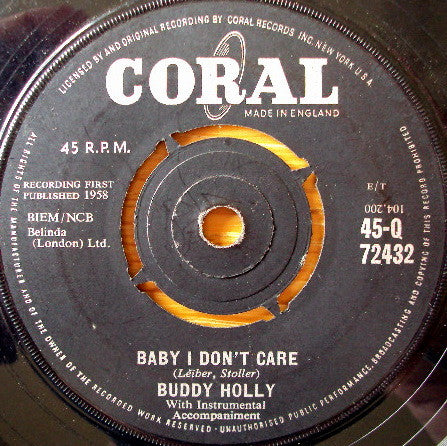 LICENSED BY AND ORIGINAL RECORDING BY CORAL RECORDS INC. NEW YORK U.S.A.
CORAL
MADE IN ENGLAND
45 R.P.M.
RECORDING FIRST
PUBLISHED 1958
BIEM/NCB
Belinda
(London) Ltd.
E/T
104,200
45-Q
72432
BABY I DON'T CARE
(Léiber, Stoller)
BUDDY HOLLY
With Instrumental
Accompaniment
ALL RIGHTS OF THE MANUFACTURER AND OF THE OWNER OF THE RECORDED WORK RESERVED - UNAUTHORISED PUBLIC PERFORMANCE, BROADCASTING AND COPYING OF THIS RECORD PROHIBITED